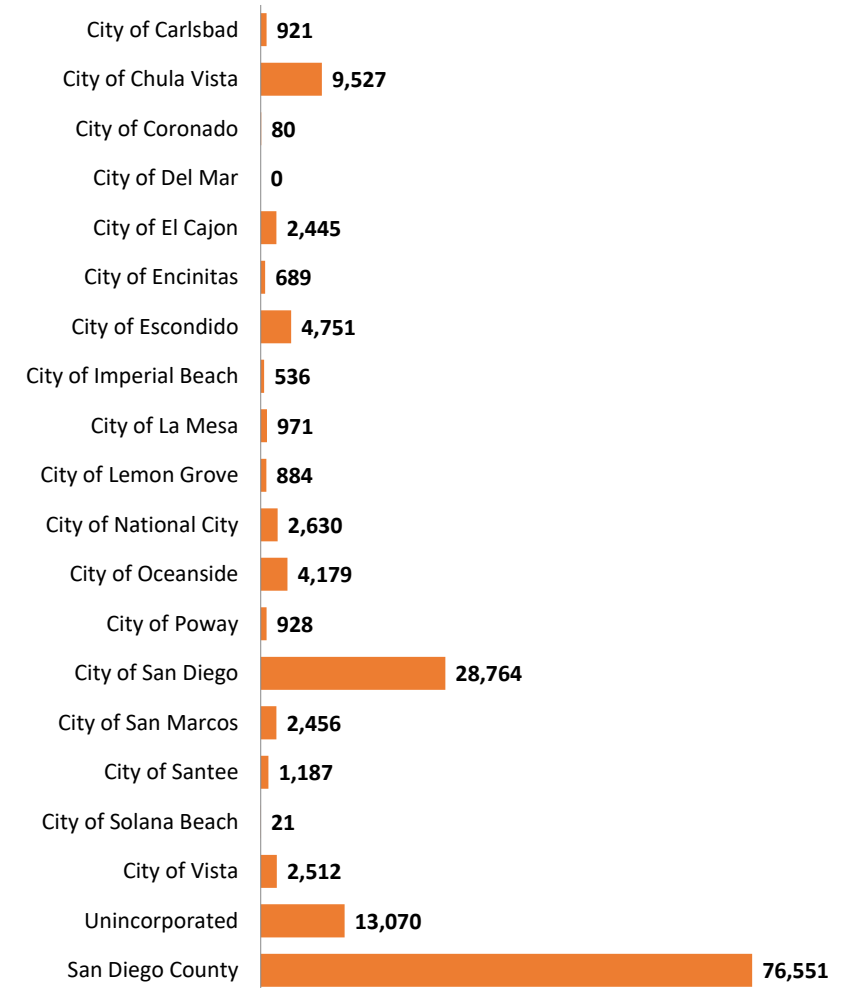 City of Carlsbad 921
City of Chula Vista 9,527
City of Coronado 80
City of Del Mar 0
City of El Cajon 2,445
City of Encinitas 689
City of Escondido 4,751
City of Imperial Beach 536
City of La Mesa 971
City of Lemon Grove 884
City of National City 2,630
City of Oceanside 4,179
City of Poway 928
City of San Diego 28,764
City of San Marcos 2,456
City of Santee 1,187
City of Solana Beach 21
City of Vista 2,512
Unincorporated 13,070
San Diego County 76,551